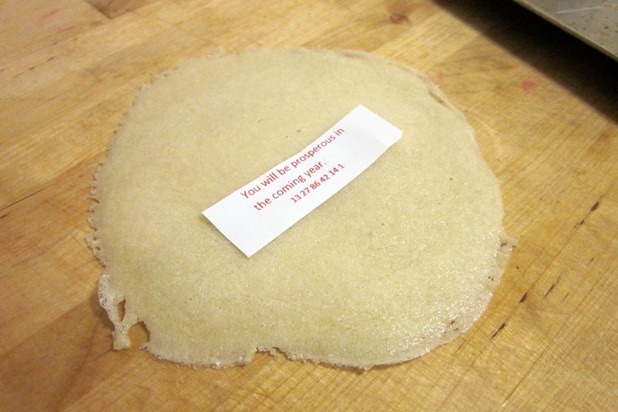 You will be prosperous in
the coming year.
13 27 86 42 14 1